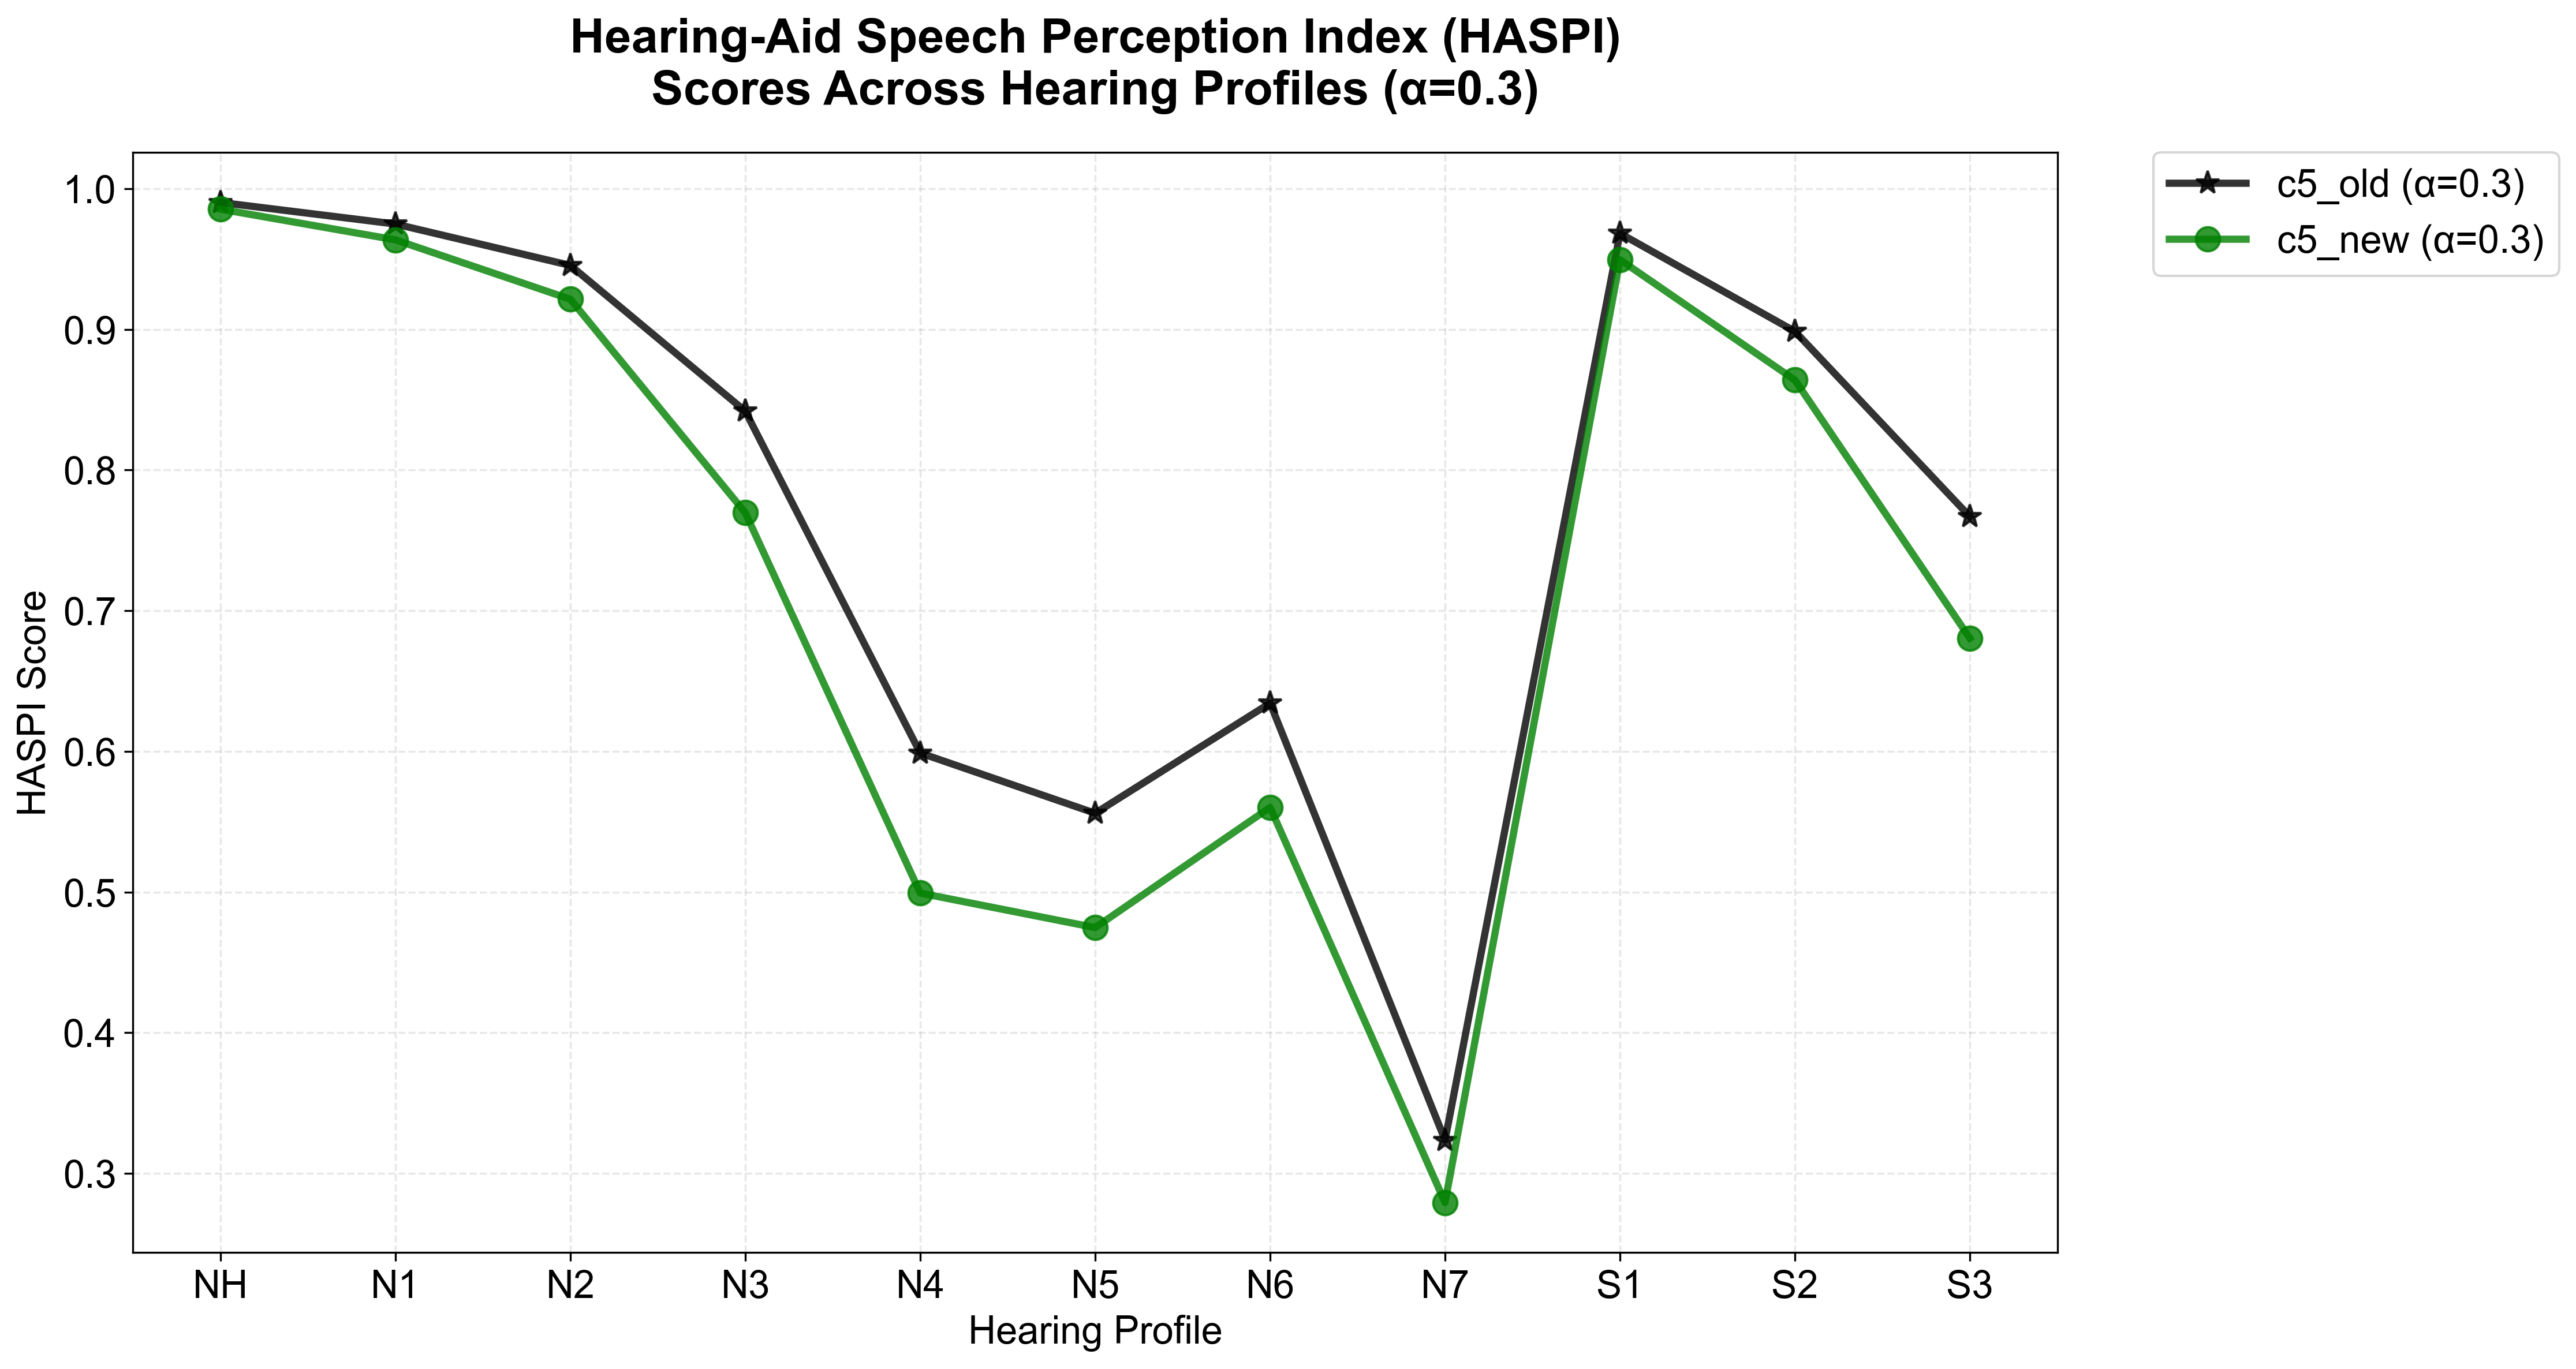 Hearing-Aid Speech Perception Index (HASPI)
Scores Across Hearing Profiles (α=0.3)
c5_old (α=0.3)
c5_new (α=0.3)
HASPI Score
1.0
0.9
0.8
0.7
0.6
0.5
0.4
0.3
NH N1 N2 N3 N4 N5 N6 N7 S1 S2 S3
Hearing Profile